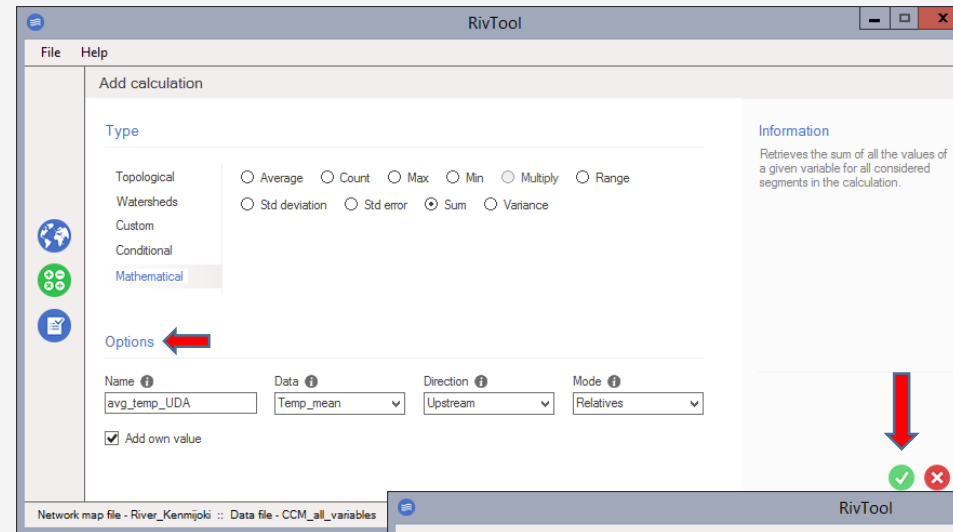 RivTool
File Help
Add calculation
Type
Information
Retrieves the sum of all the values of
a given variable for all considered
segments in the calculation.
Topological
Average Count Max Min Multiply Range
Watersheds
Std deviation Std error Sum Variance
Custom
Conditional
Mathematical
Options
Name Data Direction Mode
avg_temp_UDA Temp_mean Upstream Relatives
Add own value
Network map file - River_Kenmijoki :: Data file - CCM_all_variables
RivTool